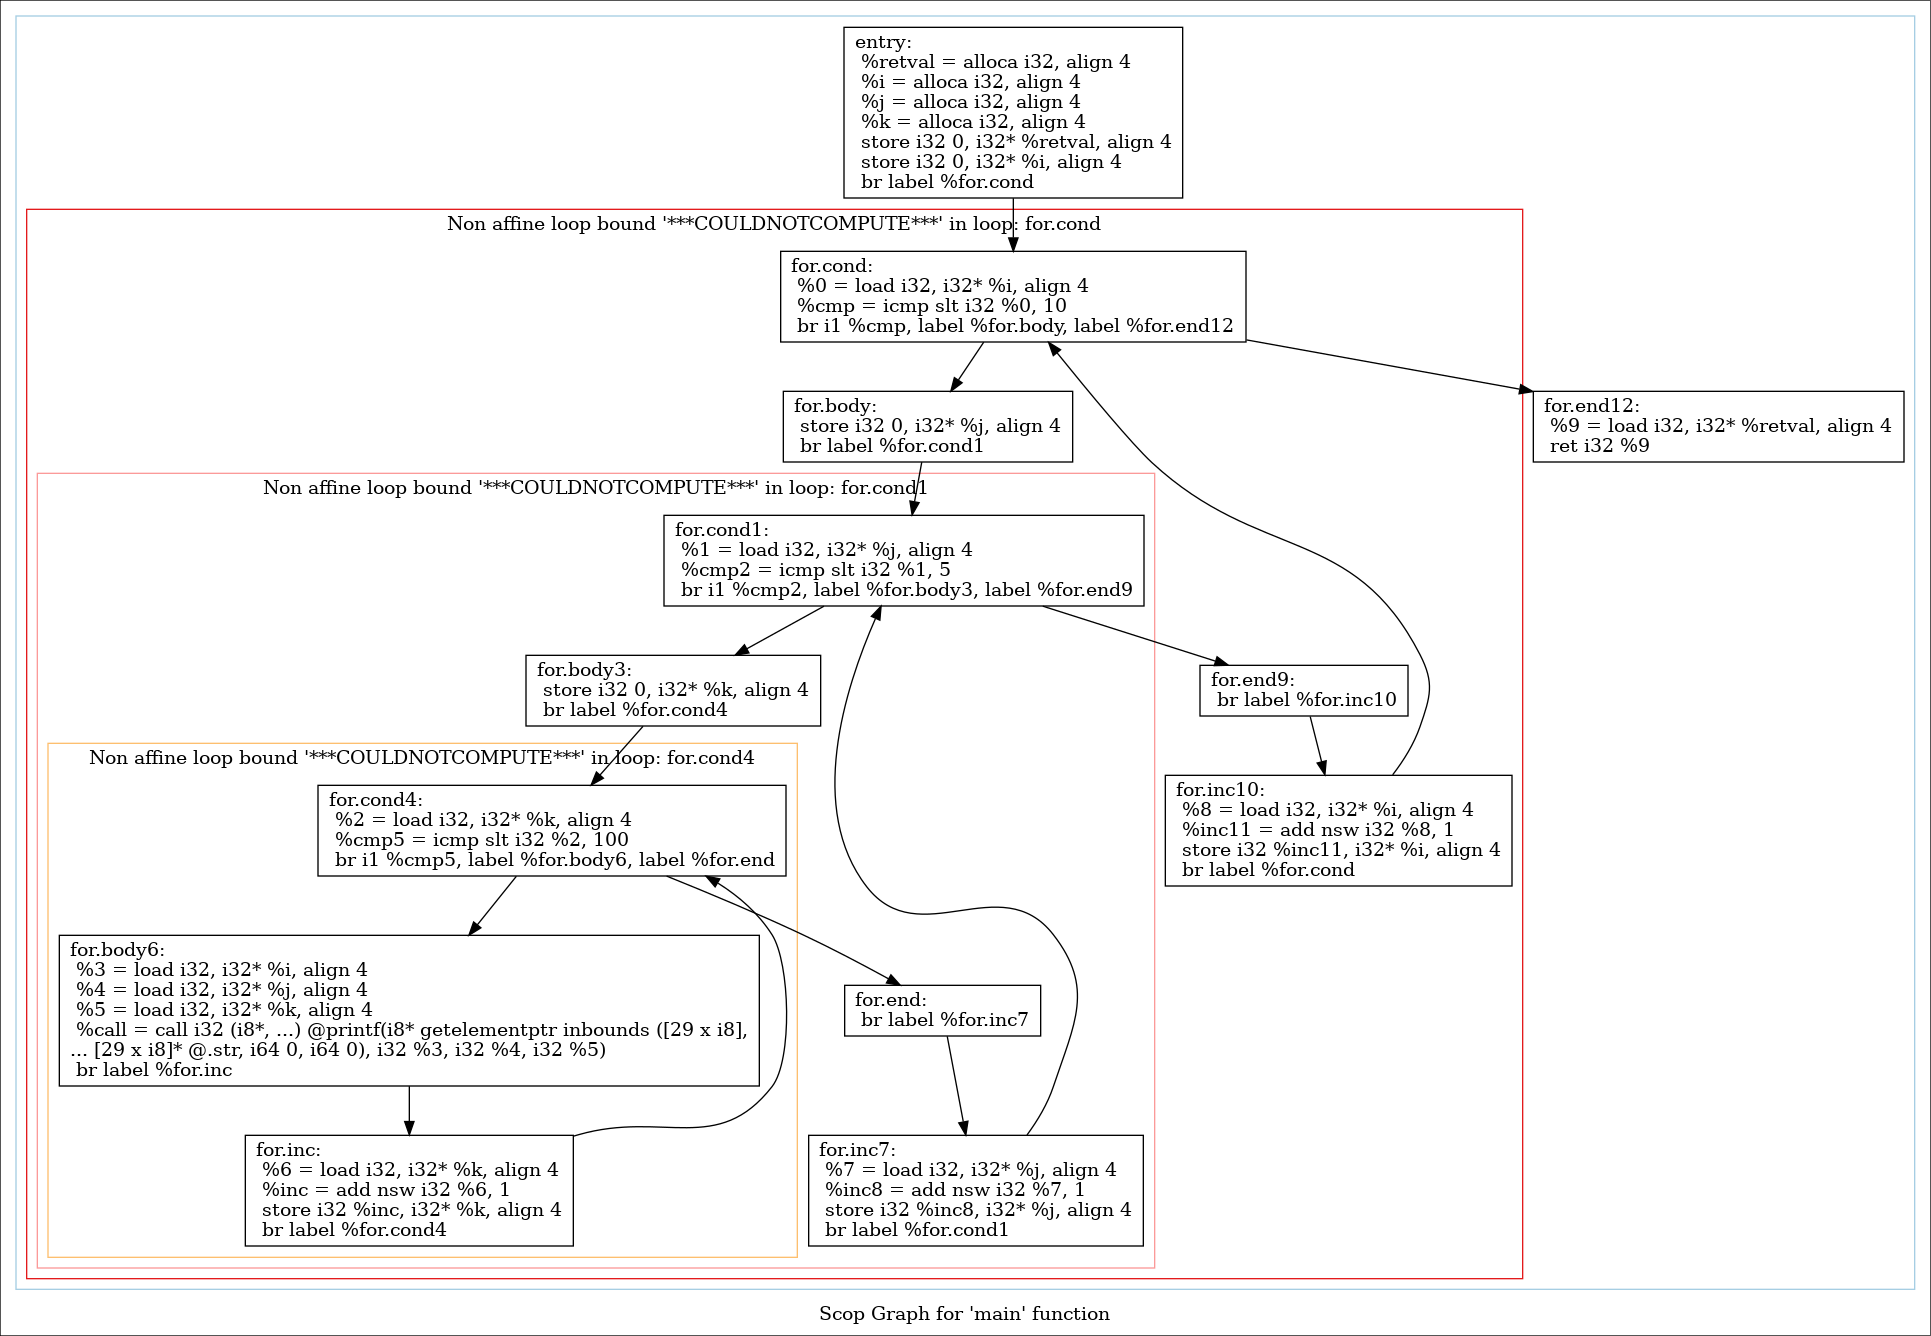 entry:
%retval = alloca i32, align 4
%i = alloca i32, align 4
%j = alloca i32, align 4
%k = alloca i32, align 4
store i32 0, i32* %retval, align 4
store i32 0, i32* %i, align 4
br label %for.cond
Non affine loop bound '***COULDNOTCOMPUTE***' in loop: for.cond
for.cond:
%0 = load i32, i32* %i, align 4
%cmp = icmp slt i32 %0, 10
br i1 %cmp, label %for.body, label %for.end12
for.body:
store i32 0, i32* %j, align 4
br label %for.cond1
for.end12:
%9 = load i32, i32* %retval, align 4
ret i32 %9
Non affine loop bound '***COULDNOTCOMPUTE***' in loop: for.cond1
for.cond1:
%1 = load i32, i32* %j, align 4
%cmp2 = icmp slt i32 %1, 5
br i1 %cmp2, label %for.body3, label %for.end9
for.body3:
store i32 0, i32* %k, align 4
br label %for.cond4
for.end9:
br label %for.inc10
Non affine loop bound '***COULDNOTCOMPUTE***' in loop: for.cond4
for.cond4:
%2 = load i32, i32* %k, align 4
%cmp5 = icmp slt i32 %2, 100
br i1 %cmp5, label %for.body6, label %for.end
for.inc10:
%8 = load i32, i32* %i, align 4
%inc11 = add nsw i32 %8, 1
store i32 %inc11, i32* %i, align 4
br label %for.cond
for.body6:
%3 = load i32, i32* %i, align 4
%4 = load i32, i32* %j, align 4
%5 = load i32, i32* %k, align 4
%call = call i32 (i8*, ...) @printf(i8* getelementptr inbounds ([29 x i8],
... [29 x i8]* @.str, i64 0, i64 0), i32 %3, i32 %4, i32 %5)
br label %for.inc
for.end:
br label %for.inc7
for.inc:
%6 = load i32, i32* %k, align 4
%inc = add nsw i32 %6, 1
store i32 %inc, i32* %k, align 4
br label %for.cond4
for.inc7:
%7 = load i32, i32* %j, align 4
%inc8 = add nsw i32 %7, 1
store i32 %inc8, i32* %j, align 4
br label %for.cond1
Scop Graph for 'main' function